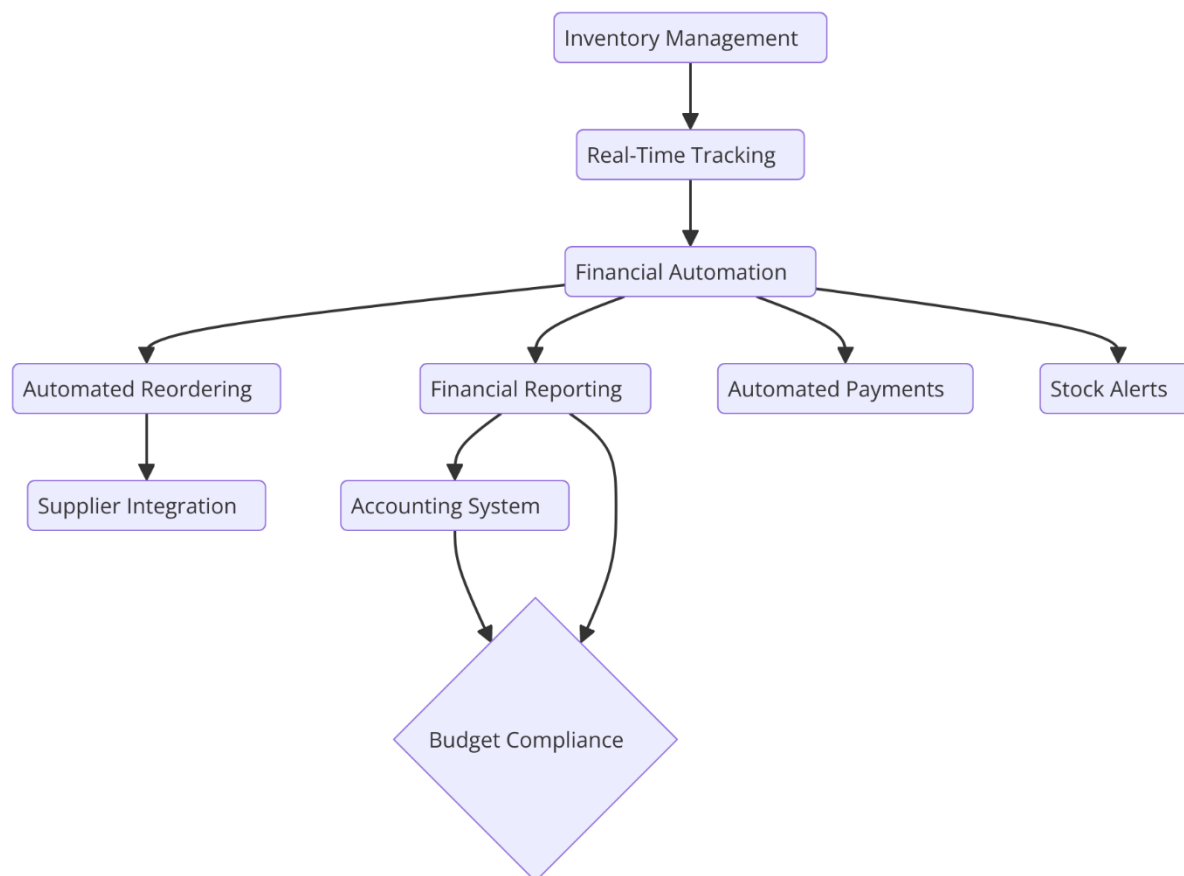 Inventory Management
Real-Time Tracking
Financial Automation
Automated Reordering
Financial Reporting
Automated Payments
Stock Alerts
Supplier Integration
Accounting System
Budget Compliance